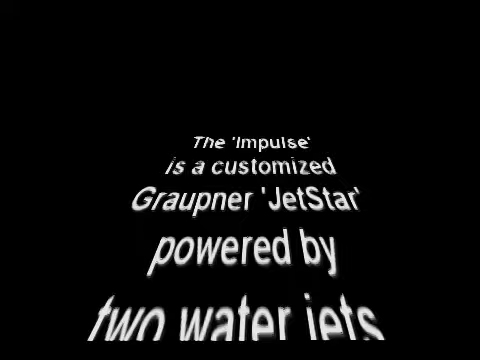 The 'Impulse'
is a customized
Graupner 'JetStar'
powered by
two water jets